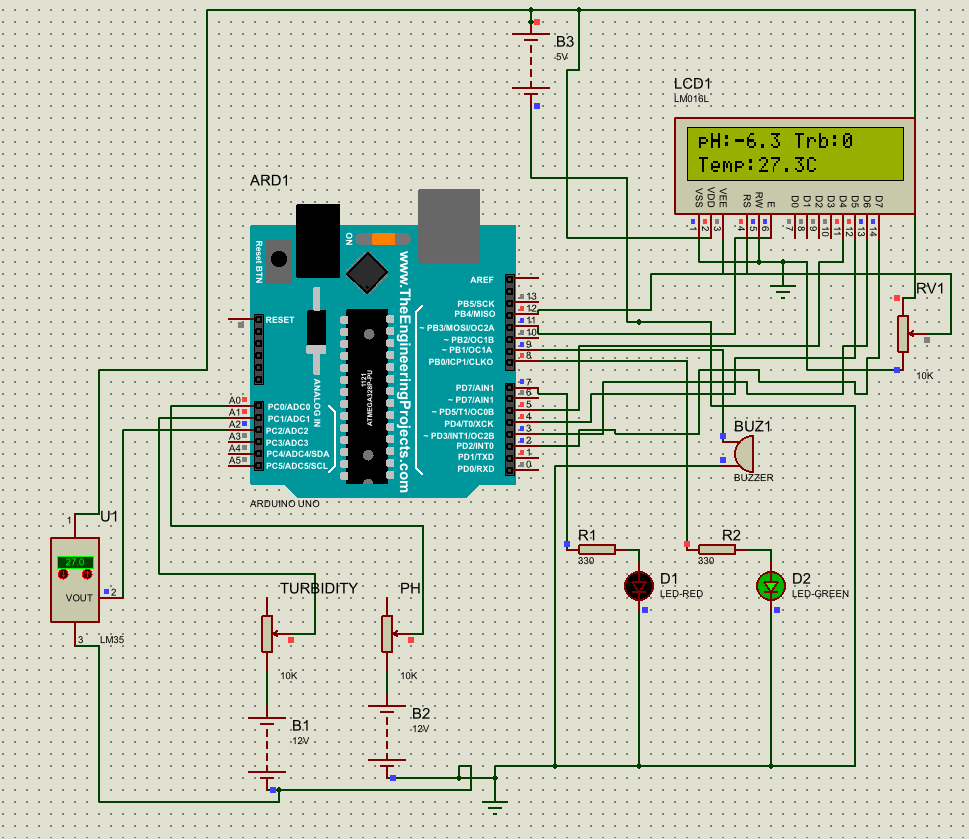 B3
5V
LCD1
LM016L
pH:-6.3 Trb:0
Temp:27.3C
VSS
VDD
VEE
RS
RW
E
D0
D1
D2
D3
D4
D5
D6
D7
1
2
3
4
5
6
7
8
9
10
11
12
13
14
ARD1
Reset BTN
ON
www.TheEngineeringProjects.com
AREF
PB5/SCK
13
PB4/MISO
12
~ PB3/MOSI/OC2A
11
~ PB2/OC1B
10
~ PB1/OC1A
9
PB0/ICP1/CLKO
8
PD7/AIN1
7
~ PD7/AIN1
6
~ PD5/T1/OC0B
5
PD4/T0/XCK
4
~ PD3/INT1/OC2B
3
PD2/INT0
2
PD1/TXD
1
PD0/RXD
0
RESET
ANALOG IN
ATMEGA328P-PU
1121
A0
PC0/ADC0
A1
PC1/ADC1
A2
PC2/ADC2
A3
PC3/ADC3
A4
PC4/ADC4/SDA
A5
PC5/ADC5/SCL
ARDUINO UNO
RV1
10K
BUZ1
BUZZER
U1
1
27.0
VOUT
2
3
LM35
R1
330
D1
LED-RED
R2
330
D2
LED-GREEN
TURBIDITY
10K
PH
10K
B1
12V
B2
12V